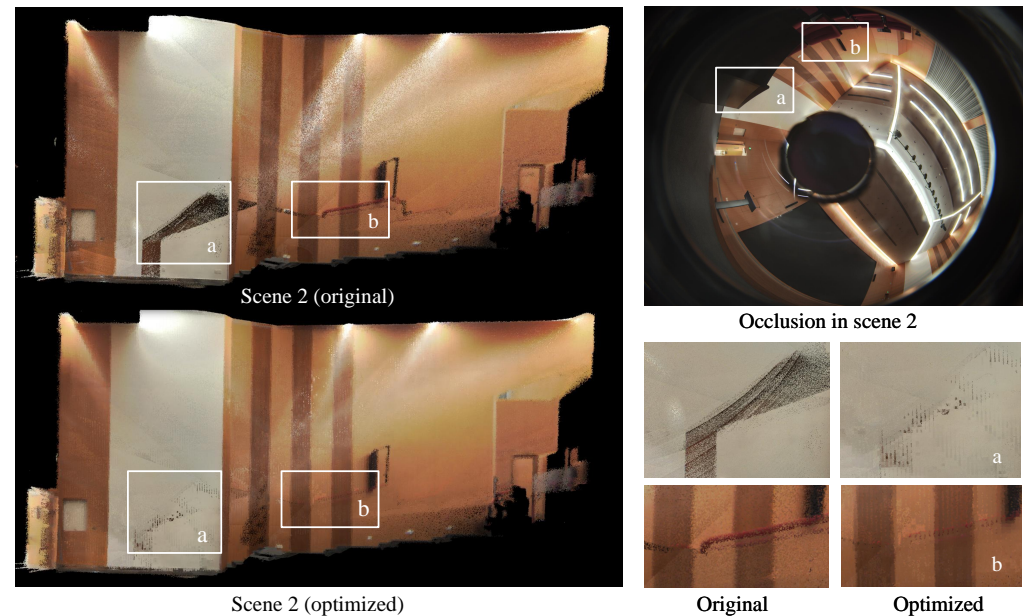 a
b
Scene 2 (original)
a
b
Scene 2 (optimized)
b
a
Occlusion in scene 2
a
b
Original
Optimized